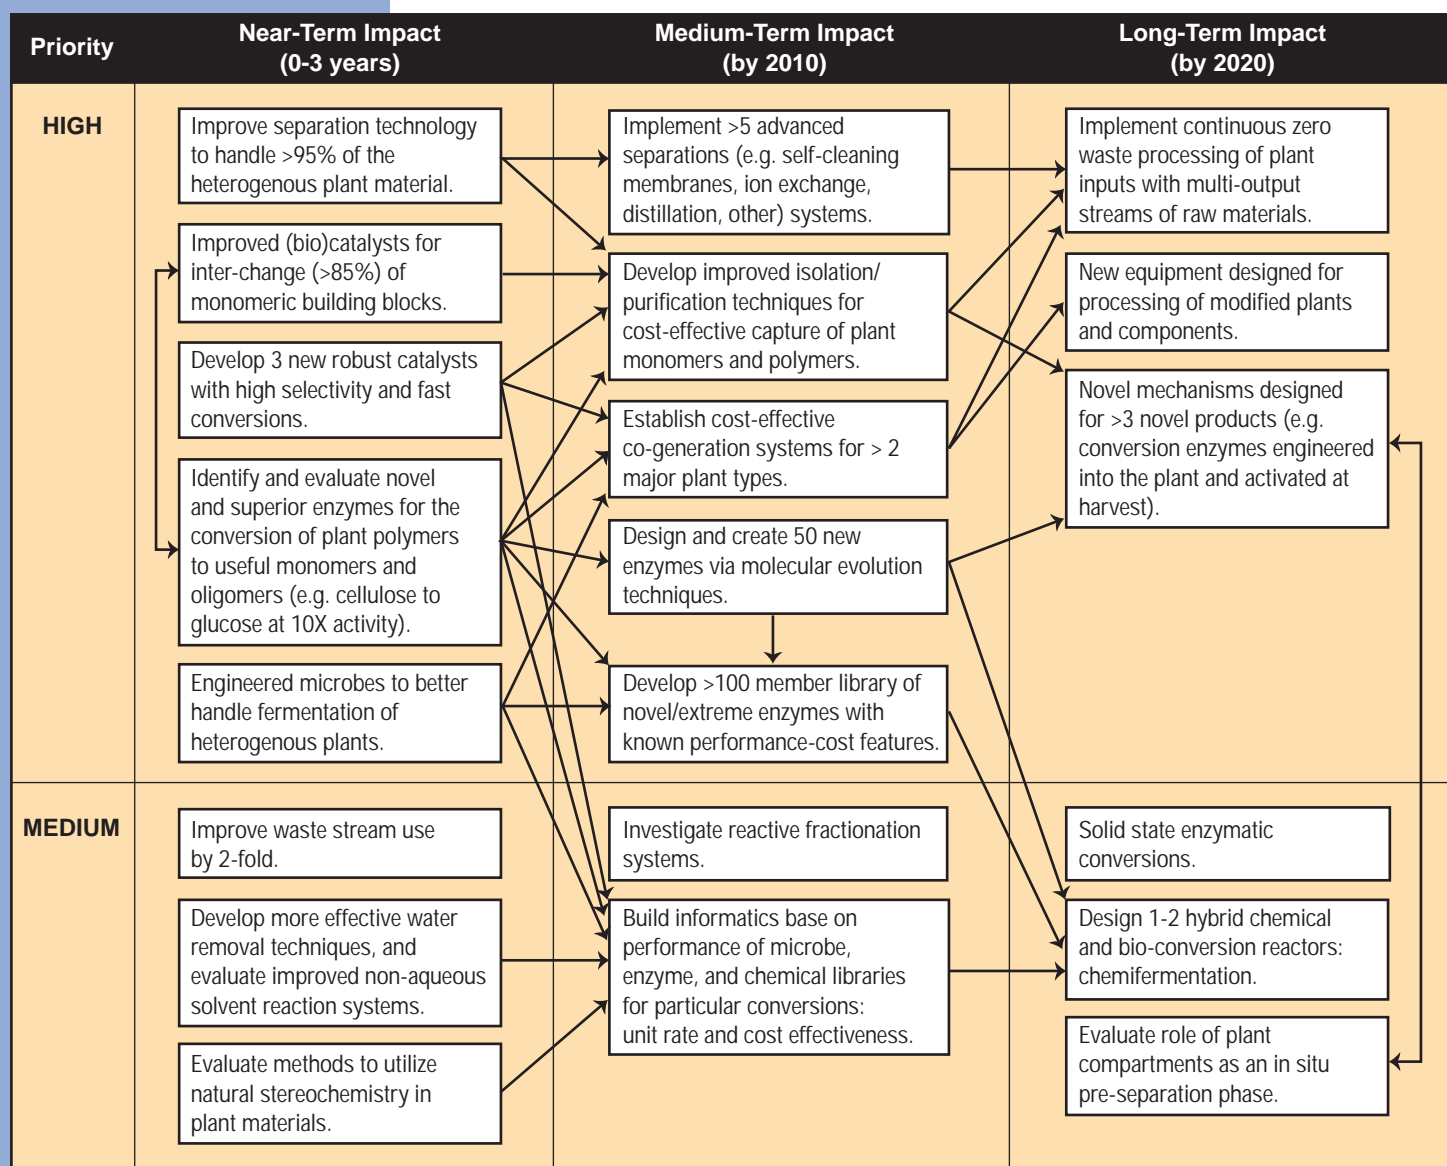 Priority
Near-Term Impact
(0-3 years)
Medium-Term Impact
(by 2010)
Long-Term Impact
(by 2020)
HIGH
Improve separation technology
to handle >95% of the
heterogenous plant material.
Improved (bio)catalysts for
inter-change (>85%) of
monomeric building blocks.
Develop 3 new robust catalysts
with high selectivity and fast
conversions.
Identify and evaluate novel
and superior enzymes for the
conversion of plant polymers
to useful monomers and
oligomers (e.g. cellulose to
glucose at 10X activity).
Engineered microbes to better
handle fermentation of
heterogenous plants.
Implement >5 advanced
separations (e.g. self-cleaning
membranes, ion exchange,
distillation, other) systems.
Develop improved isolation/
purification techniques for
cost-effective capture of plant
monomers and polymers.
Establish cost-effective
co-generation systems for > 2
major plant types.
Design and create 50 new
enzymes via molecular evolution
techniques.
Develop >100 member library of
novel/extreme enzymes with
known performance-cost features.
Implement continuous zero
waste processing of plant
inputs with multi-output
streams of raw materials.
New equipment designed for
processing of modified plants
and components.
Novel mechanisms designed
for >3 novel products (e.g.
conversion enzymes engineered
into the plant and activated at
harvest).
MEDIUM
Improve waste stream use
by 2-fold.
Develop more effective water
removal techniques, and
evaluate improved non-aqueous
solvent reaction systems.
Evaluate methods to utilize
natural stereochemistry in
plant materials.
Investigate reactive fractionation
systems.
Build informatics base on
performance of microbe,
enzyme, and chemical libraries
for particular conversions:
unit rate and cost effectiveness.
Solid state enzymatic
conversions.
Design 1-2 hybrid chemical
and bio-conversion reactors:
chemifermentation.
Evaluate role of plant
compartments as an in situ
pre-separation phase.